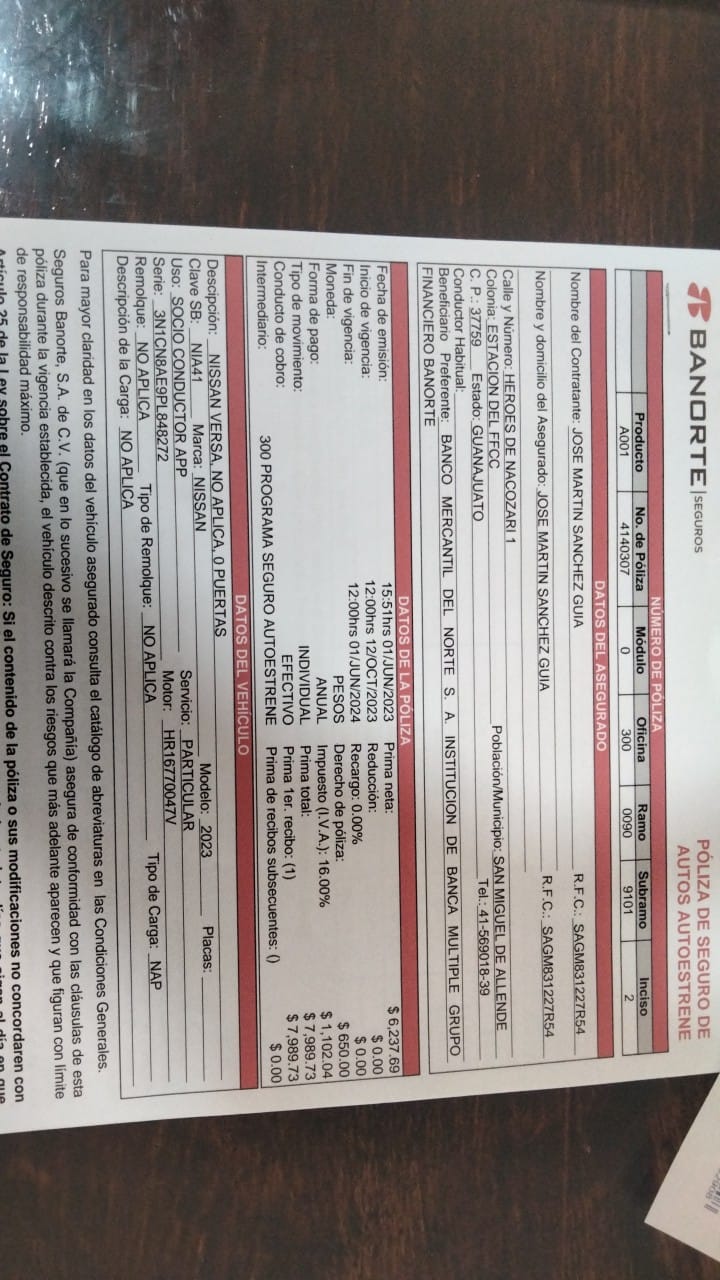 BANORTE | SEGUROS
PÓLIZA DE SEGURO DE
AUTOS AUTOESTRENE
NÚMERO DE PÓLIZA
Producto No. de Póliza Módulo Oficina Ramo Subramo Inciso
A001 4140307 0 300 0090 9101 2
DATOS DEL ASEGURADO
Nombre del Contratante: JOSE MARTIN SANCHEZ GUIA R.F.C.: SAGM831227R54
Nombre y domicilio del Asegurado: JOSE MARTIN SANCHEZ GUIA R.F.C.: SAGM831227R54
Calle y Número: HEROES DE NACOZARI 1
Colonia: ESTACION DEL FFCC Población/Municipio: SAN MIGUEL DE ALLENDE
C. P.: 37759 Estado: GUANAJUATO Tel.: 41-569018-39
Conductor Habitual:
Beneficiario Preferente: BANCO MERCANTIL DEL NORTE S. A. INSTITUCION DE BANCA MULTIPLE GRUPO
FINANCIERO BANORTE
DATOS DE LA PÓLIZA
Fecha de emisión: 15:51hrs 01/JUN/2023 Prima neta: $ 6,237.69
Inicio de vigencia: 12:00hrs 12/OCT/2023 Reducción: $ 0.00
Fin de vigencia: 12:00hrs 01/JUN/2024 Recargo: 0.00% $ 0.00
Moneda: PESOS Derecho de póliza: $ 650.00
Forma de pago: ANUAL Impuesto (I.V.A.): 16.00% $ 1,102.04
Tipo de movimiento: INDIVIDUAL Prima total: $ 7,989.73
Conducto de cobro: EFECTIVO Prima 1er. recibo: (1) $ 7,989.73
Intermediario: 300 PROGRAMA SEGURO AUTOESTRENE Prima de recibos subsecuentes: () $ 0.00
DATOS DEL VEHÍCULO
Descipción: NISSAN VERSA, NO APLICA, 0 PUERTAS
Clave SB: NIA41 Marca: NISSAN Modelo: 2023 Placas:
Uso: SOCIO CONDUCTOR APP Servicio: PARTICULAR
Serie: 3N1CN8AE9PL848272 Motor: HR16770047V
Remolque: NO APLICA Tipo de Remolque: NO APLICA Tipo de Carga: NAP
Descripción de la Carga: NO APLICA
Para mayor claridad en los datos del vehículo asegurado consulta el catálogo de abreviaturas en las Condiciones Generales.
Seguros Banorte, S.A. de C.V. (que en lo sucesivo se llamará la Compañía) asegura de conformidad con las cláusulas de esta
póliza durante la vigencia establecida, el vehículo descrito contra los riesgos que más adelante aparecen y que figuran con límite
de responsabilidad máximo.
Artículo 25 de la Ley sobre el Contrato de Seguro: Si el contenido de la póliza o sus modificaciones no concordaren con